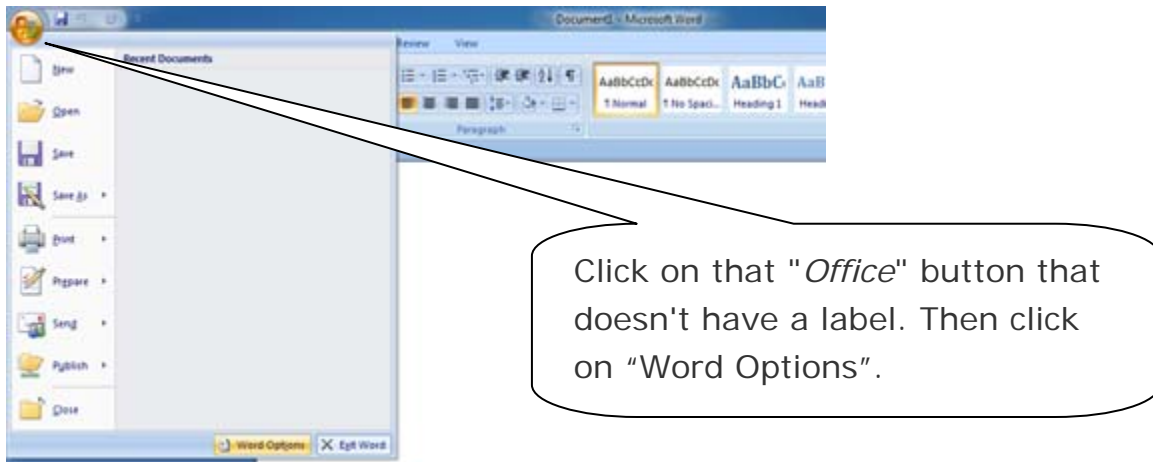 Document1 - Microsoft Word
Review View
Recent Documents
New
Open
Save
Save As
Print
Prepare
Send
Publish
Close
AaBbCcDc AaBbCcDc AaBbC AaB
¶ Normal ¶ No Spaci... Heading 1 Headi
Paragraph
Word Options X Exit Word
Click on that "Office" button that
doesn't have a label. Then click
on “Word Options”.